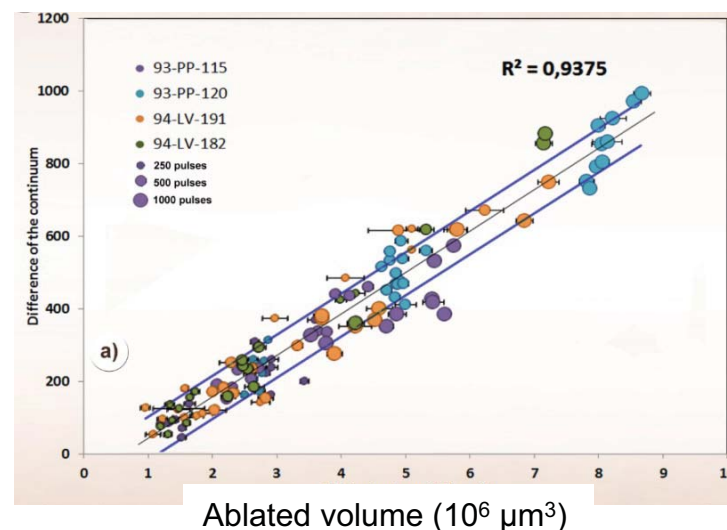 1200
1000
800
600
400
200
0
Difference of the continuum
93-PP-115
93-PP-120
94-LV-191
94-LV-182
250 pulses
500 pulses
1000 pulses
R² = 0,9375
a)
0 1 2 3 4 5 6 7 8 9 1
Ablated volume (10⁶ µm³)